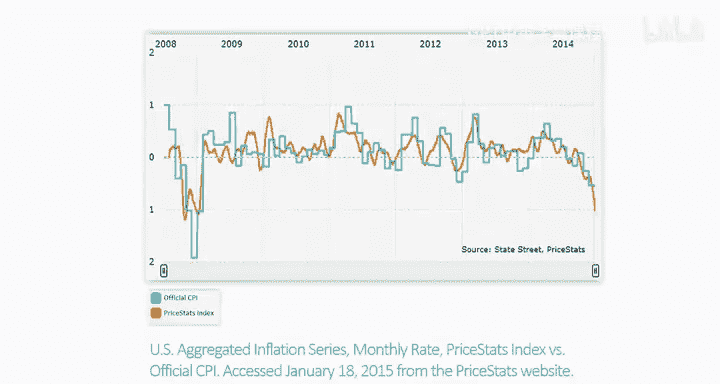 2008 2009 2010 2011 2012 2013 2014
2
1
0
0
1
2
Source: State Street, PriceStats
Official CPI
PriceStats Index
U.S. Aggregated Inflation Series, Monthly Rate, PriceStats Index vs.
Official CPI. Accessed January 18, 2015 from the PriceStats website.